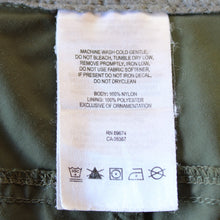 MACHINE WASH COLD GENTLE,
DO NOT BLEACH, TUMBLE DRY LOW,
REMOVE PROMPTLY, IRON LOW.
DO NOT USE FABRIC SOFTENER.
IF PRESENT DO NOT IRON DECAL.
DO NOT DRYCLEAN
BODY: 100% NYLON
LINING: 100% POLYESTER
EXCLUSIVE OF ORNAMENTATION
RN 89674